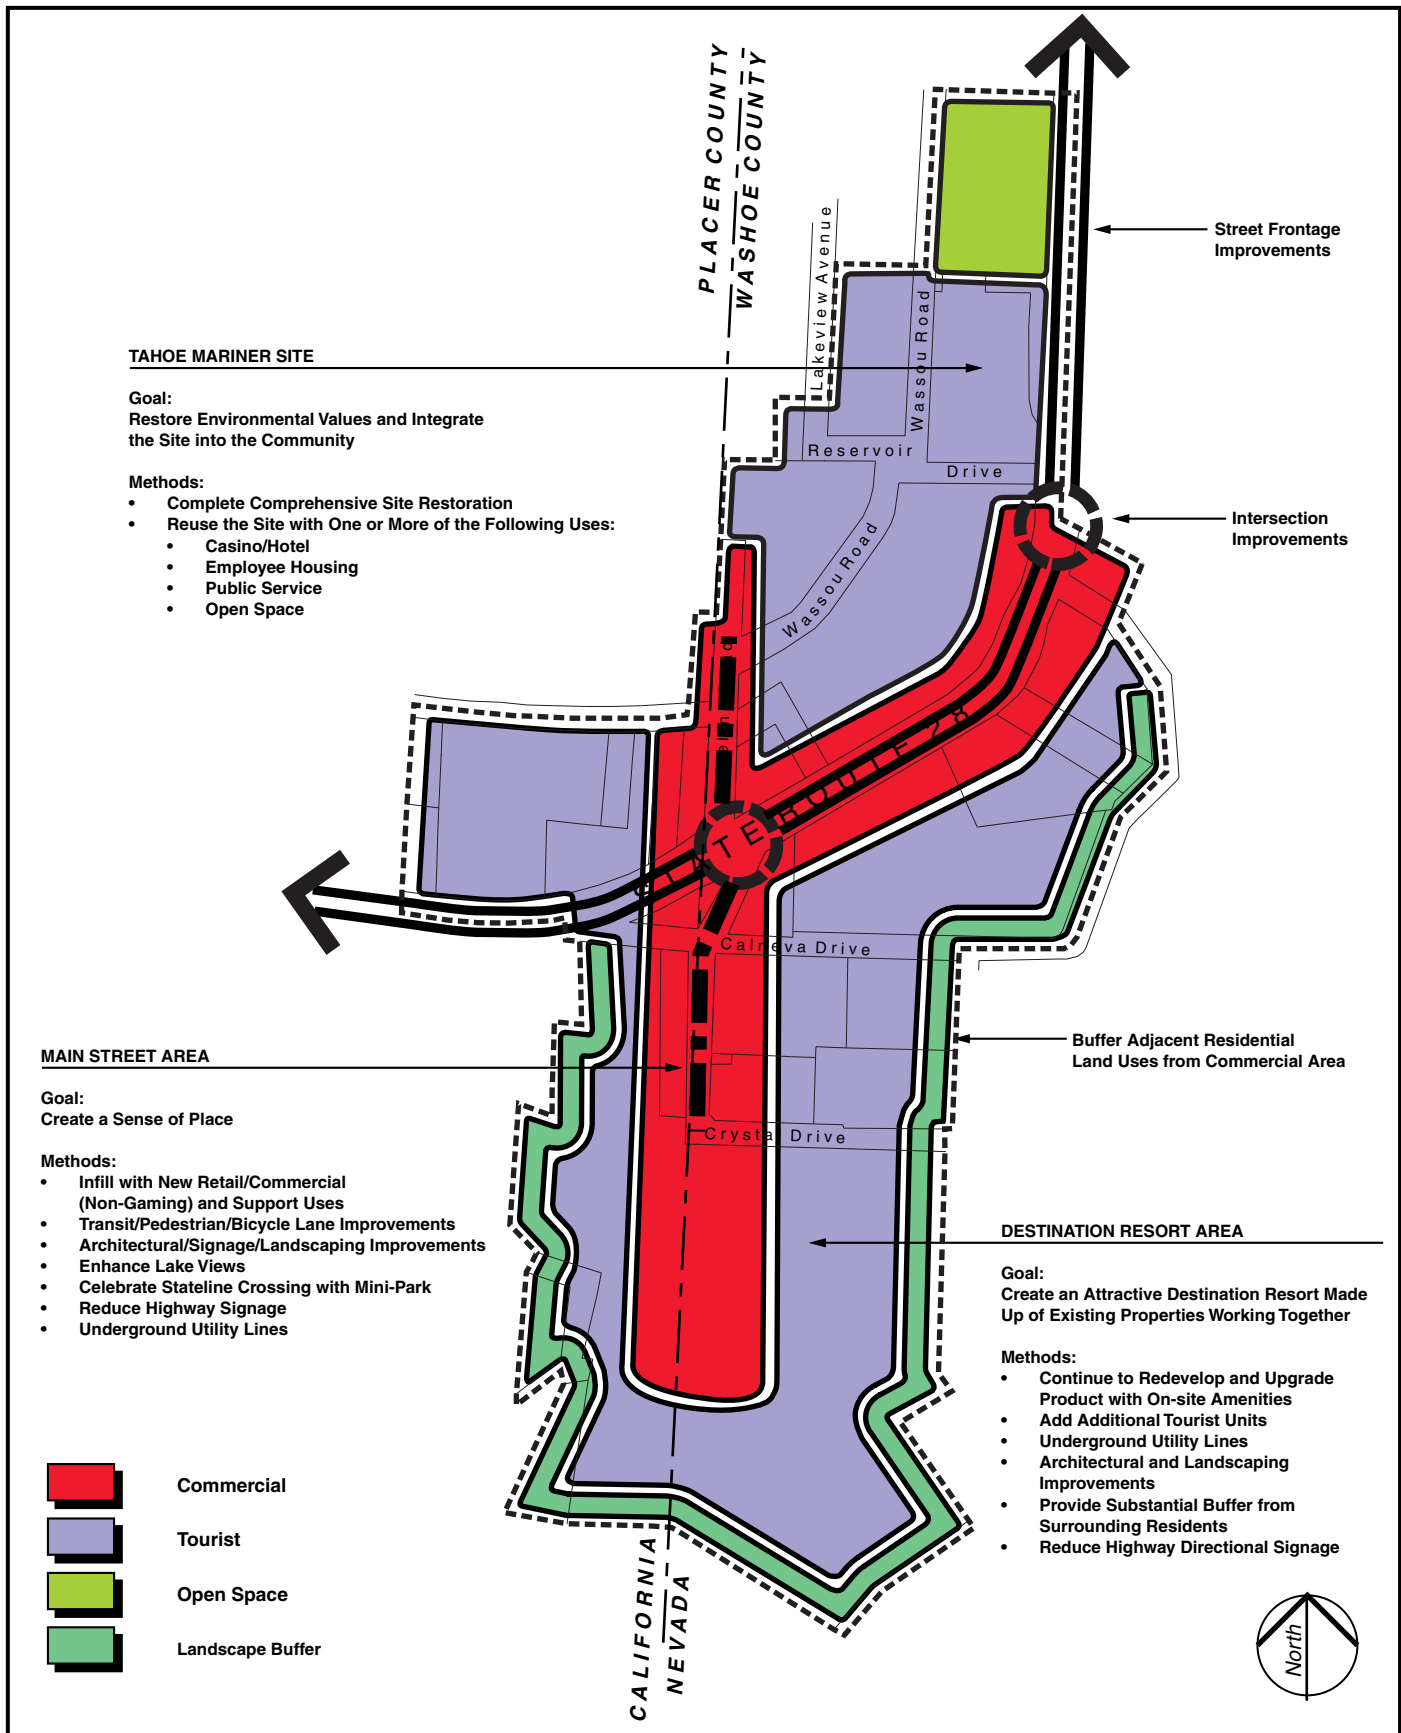 PLACER COUNTY
WASHOE COUNTY
Street Frontage
Improvements
Lakeview Avenue
Wassou Road
TAHOE MARINER SITE
Goal:
Restore Environmental Values and Integrate
the Site into the Community
Methods:
• Complete Comprehensive Site Restoration
• Reuse the Site with One or More of the Following Uses:
• Casino/Hotel
• Employee Housing
• Public Service
• Open Space
Reservoir
Drive
Intersection
Improvements
Wassou Road
STATE ROUTE 28
Calneva Drive
Buffer Adjacent Residential
Land Uses from Commercial Area
MAIN STREET AREA
Goal:
Create a Sense of Place
Methods:
• Infill with New Retail/Commercial
(Non-Gaming) and Support Uses
• Transit/Pedestrian/Bicycle Lane Improvements
• Architectural/Signage/Landscaping Improvements
• Enhance Lake Views
• Celebrate Stateline Crossing with Mini-Park
• Reduce Highway Signage
• Underground Utility Lines
Crystal Drive
DESTINATION RESORT AREA
Goal:
Create an Attractive Destination Resort Made
Up of Existing Properties Working Together
Methods:
• Continue to Redevelop and Upgrade
Product with On-site Amenities
• Add Additional Tourist Units
• Underground Utility Lines
• Architectural and Landscaping
Improvements
• Provide Substantial Buffer from
Surrounding Residents
• Reduce Highway Directional Signage
Commercial
Tourist
Open Space
Landscape Buffer
CALIFORNIA
NEVADA
North